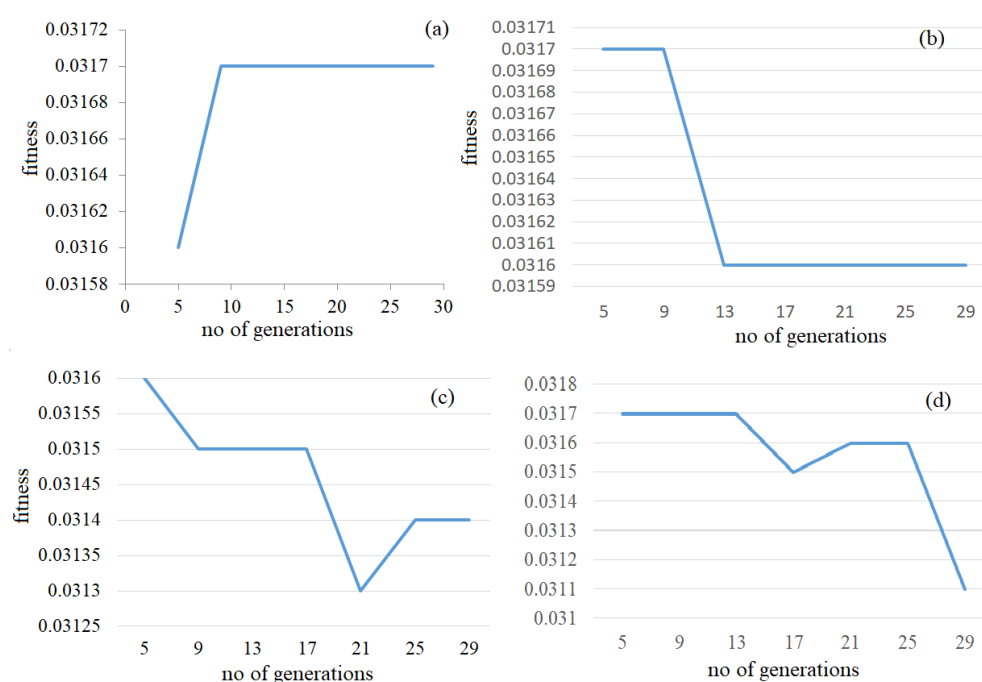 (a)
0.03172
0.0317
0.03168
0.03166
0.03164
0.03162
0.0316
0.03158
fitness
0 5 10 15 20 25 30
no of generations
(b)
0.03171
0.0317
0.03169
0.03168
0.03167
0.03166
0.03165
0.03164
0.03163
0.03162
0.03161
0.0316
0.03159
fitness
5 9 13 17 21 25 29
no of generations
(c)
0.0316
0.03155
0.0315
0.03145
0.0314
0.03135
0.0313
0.03125
fitness
5 9 13 17 21 25 29
no of generations
(d)
0.0318
0.0317
0.0316
0.0315
0.0314
0.0313
0.0312
0.0311
0.031
5 9 13 17 21 25 29
no of generations